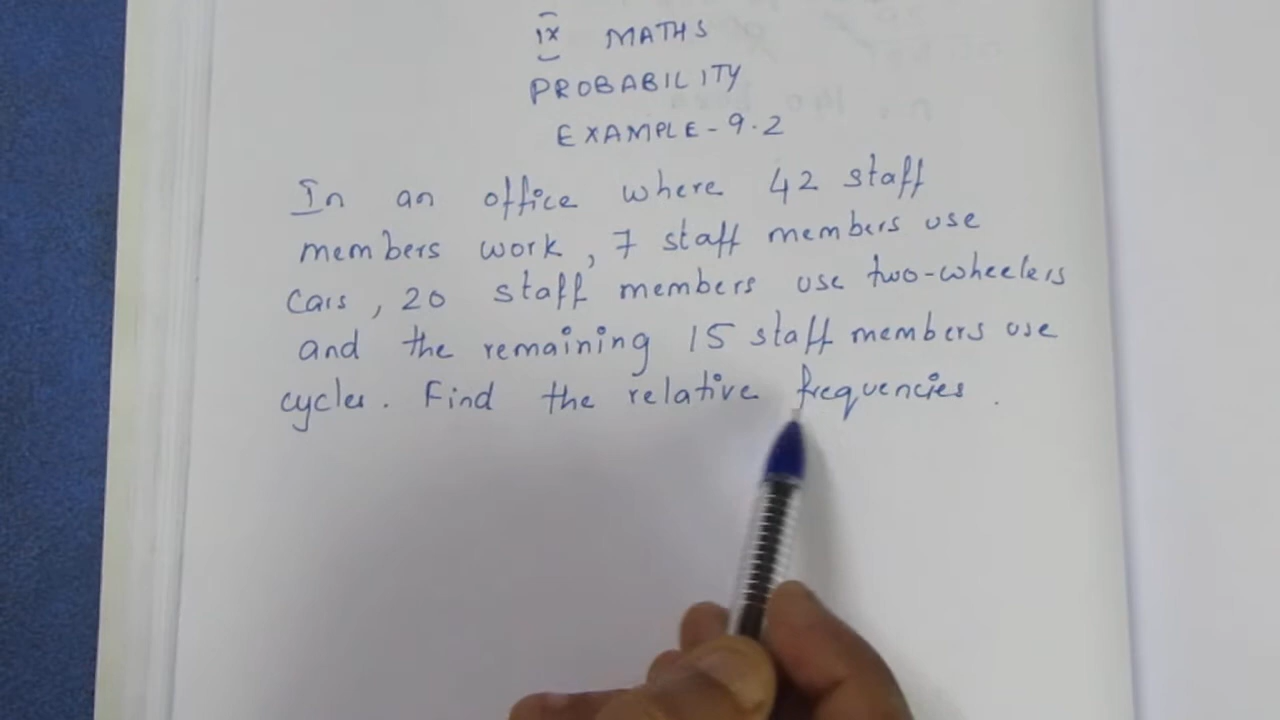 IX MATHS
PROBABILITY
EXAMPLE-9.2
In an office where 42 staff
members work, 7 staff members use
cars, 20 staff members use two-wheelers
and the remaining 15 staff members use
cycles. Find the relative frequencies.